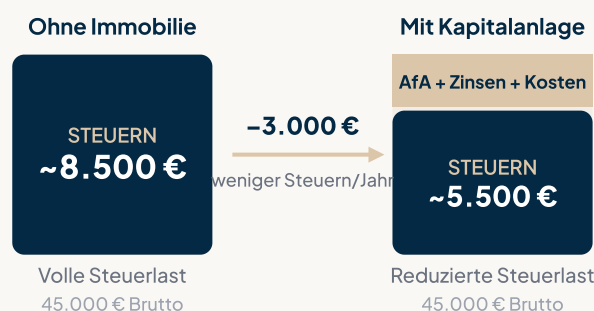 Ohne Immobilie
STEUERN
~8.500 €
Volle Steuerlast
45.000 € Brutto
−3.000 €
weniger Steuern/Jahr
Mit Kapitalanlage
AfA + Zinsen + Kosten
STEUERN
~5.500 €
Reduzierte Steuerlast
45.000 € Brutto